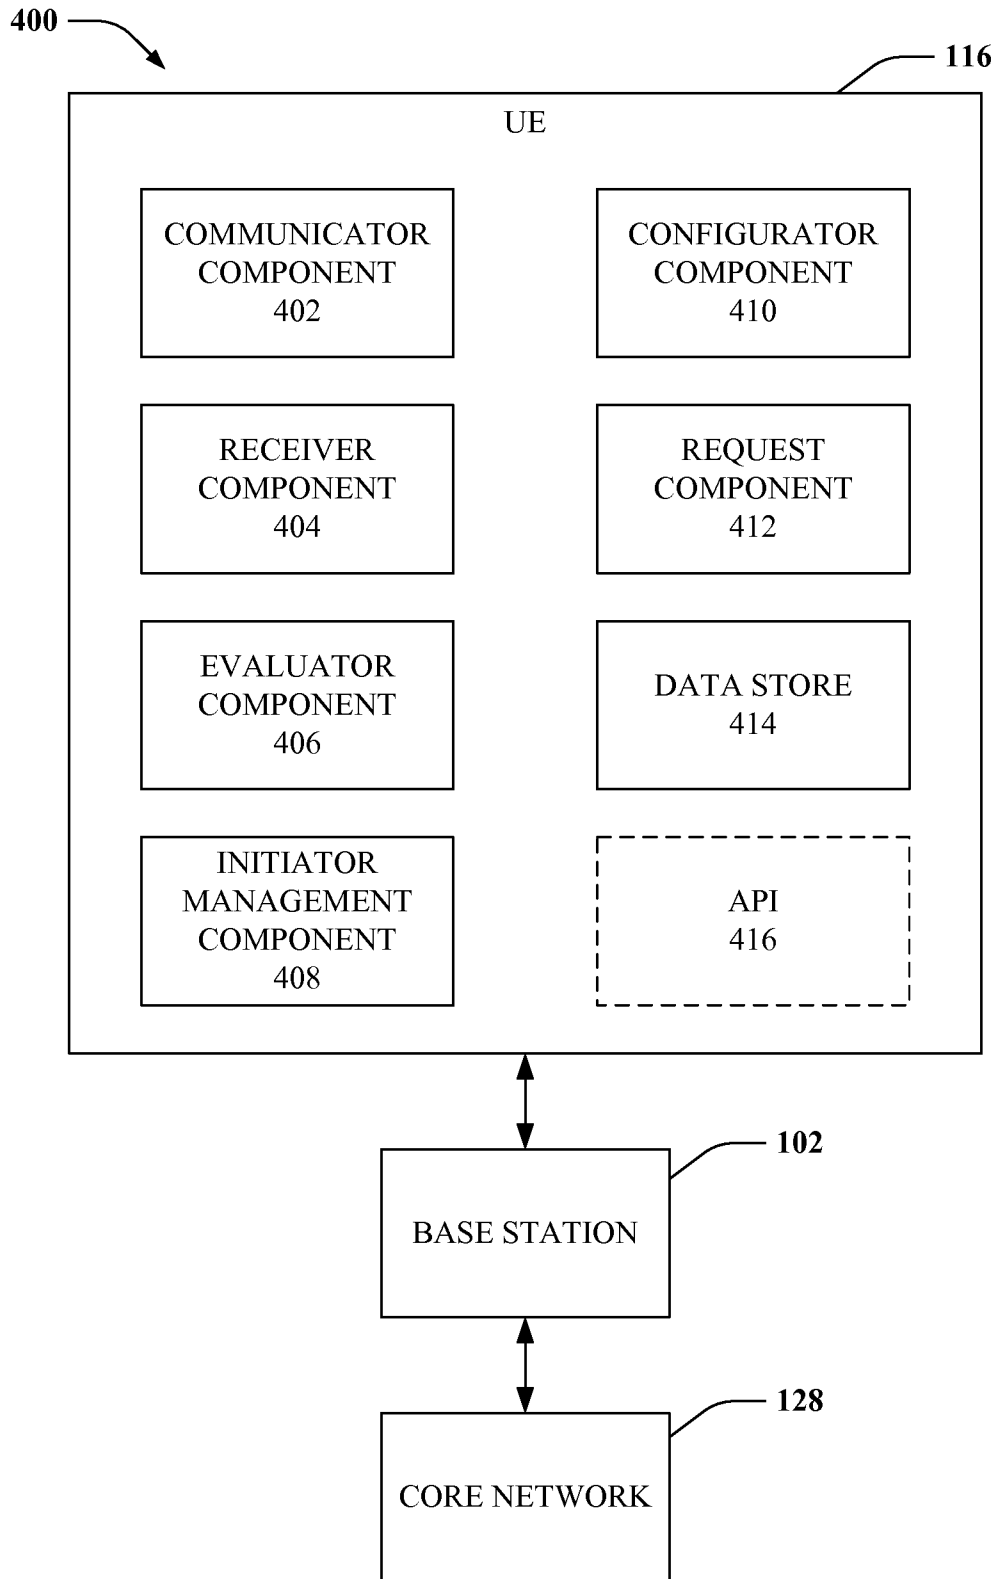 400
116
UE
COMMUNICATOR
COMPONENT
402
CONFIGURATOR
COMPONENT
410
RECEIVER
COMPONENT
404
REQUEST
COMPONENT
412
EVALUATOR
COMPONENT
406
DATA STORE
414
INITIATOR
MANAGEMENT
COMPONENT
408
API
416
102
BASE STATION
128
CORE NETWORK